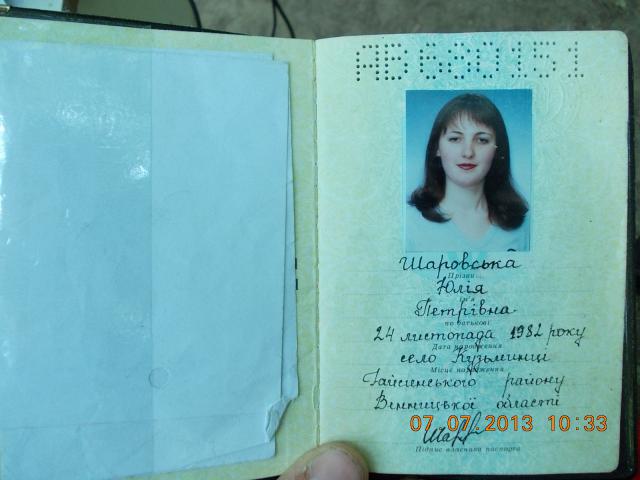 АВ 680151
Шаровська
Прізвище
Юлія
Ім'я
Петрівна
по батькові
24 листопада 1982 року
Дата народження
село Кузьминці
Місце народження
Гайсинського району
Вінницької області
07.07.2013 10:33
Підпис власника паспорта